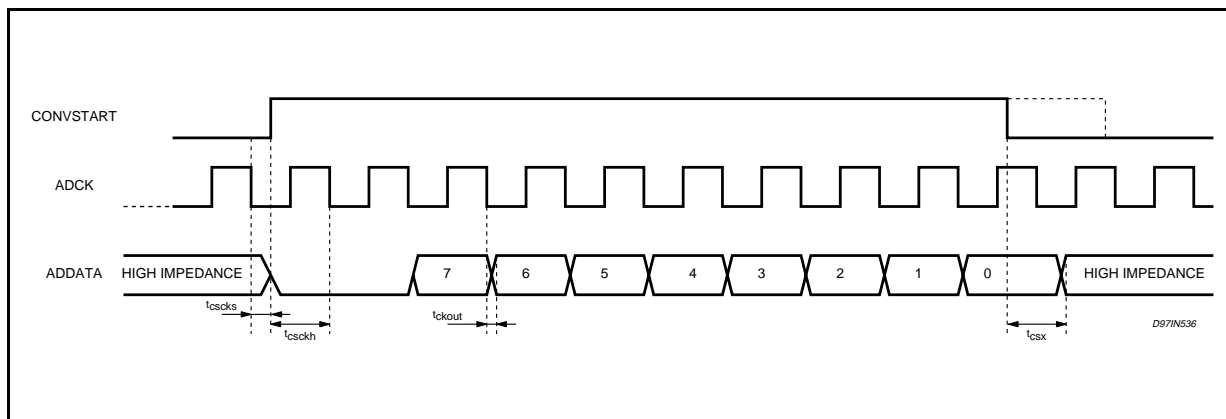 CONVSTART
ADCK
ADDATA HIGH IMPEDANCE 7 6 5 4 3 2 1 0 HIGH IMPEDANCE
tcscks
tcsckh
tckout
tcsx
D97IN536